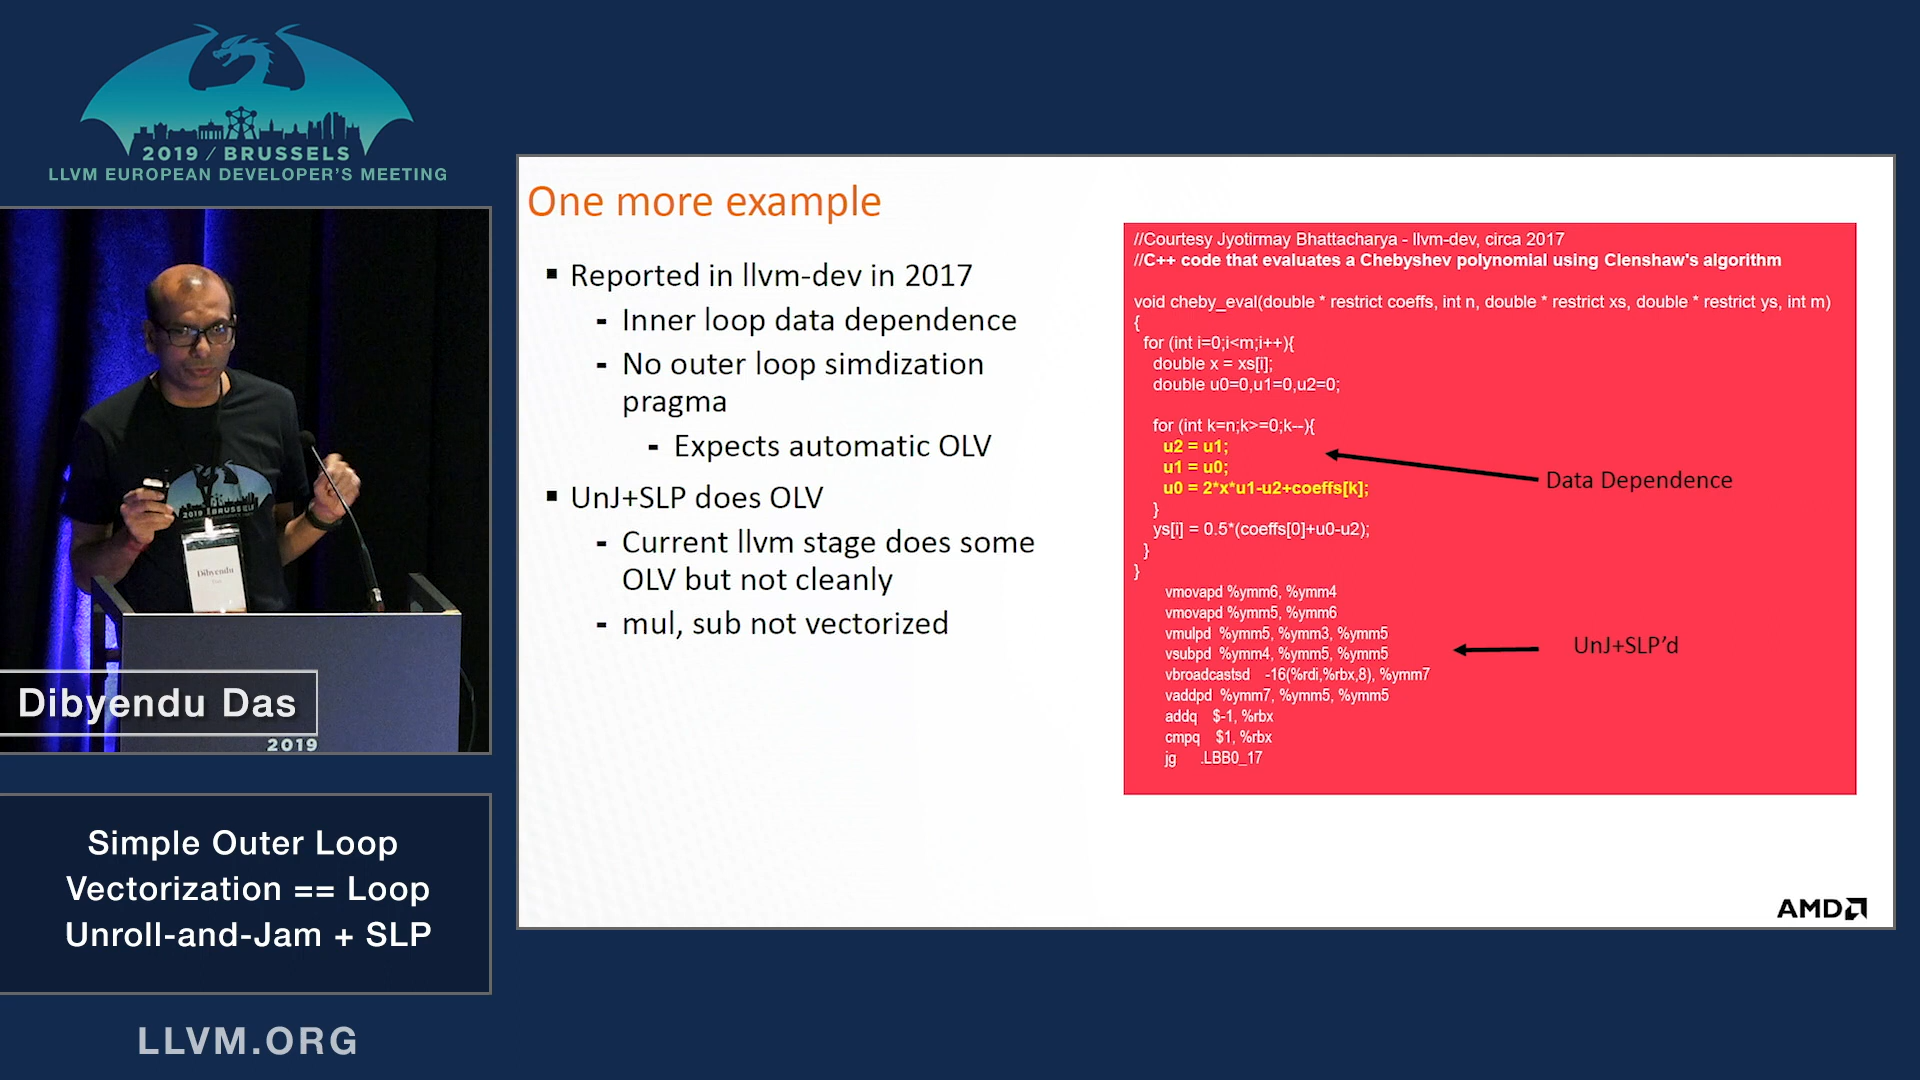 2019 / BRUSSELS
LLVM EUROPEAN DEVELOPER'S MEETING
2019 BRUSSELS
Dibyendu
Dibyendu Das
2019
Simple Outer Loop
Vectorization == Loop
Unroll-and-Jam + SLP
LLVM.ORG
One more example
▪ Reported in llvm-dev in 2017
- Inner loop data dependence
- No outer loop simdization
pragma
- Expects automatic OLV
▪ UnJ+SLP does OLV
- Current llvm stage does some
OLV but not cleanly
- mul, sub not vectorized
//Courtesy Jyotirmay Bhattacharya - llvm-dev, circa 2017
//C++ code that evaluates a Chebyshev polynomial using Clenshaw's algorithm
void cheby_eval(double * restrict coeffs, int n, double * restrict xs, double * restrict ys, int m)
{
for (int i=0;i<m;i++){
double x = xs[i];
double u0=0,u1=0,u2=0;
for (int k=n;k>=0;k--){
u2 = u1;
u1 = u0;
u0 = 2*x*u1-u2+coeffs[k];
}
ys[i] = 0.5*(coeffs[0]+u0-u2);
}
}
Data Dependence
vmovapd %ymm6, %ymm4
vmovapd %ymm5, %ymm6
vmulpd %ymm5, %ymm3, %ymm5
vsubpd %ymm4, %ymm5, %ymm5
vbroadcastsd -16(%rdi,%rbx,8), %ymm7
vaddpd %ymm7, %ymm5, %ymm5
addq $-1, %rbx
cmpq $1, %rbx
jg .LBB0_17
UnJ+SLP'd
AMD